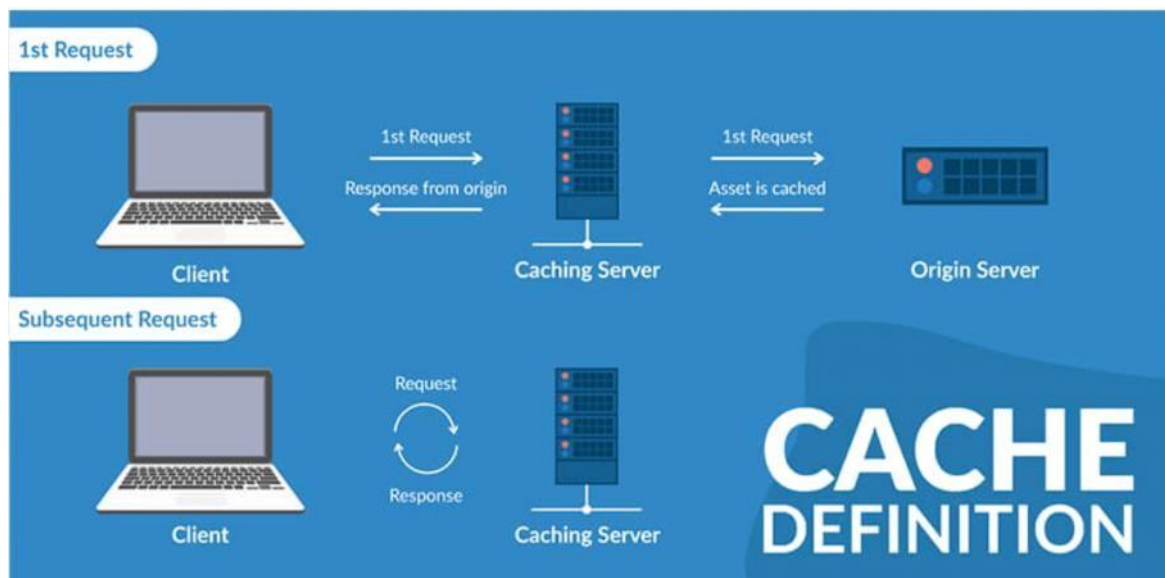 1st Request
1st Request
1st Request
Response from origin
Asset is cached
Client
Caching Server
Origin Server
Subsequent Request
Request
Response
Client
Caching Server
CACHE
DEFINITION